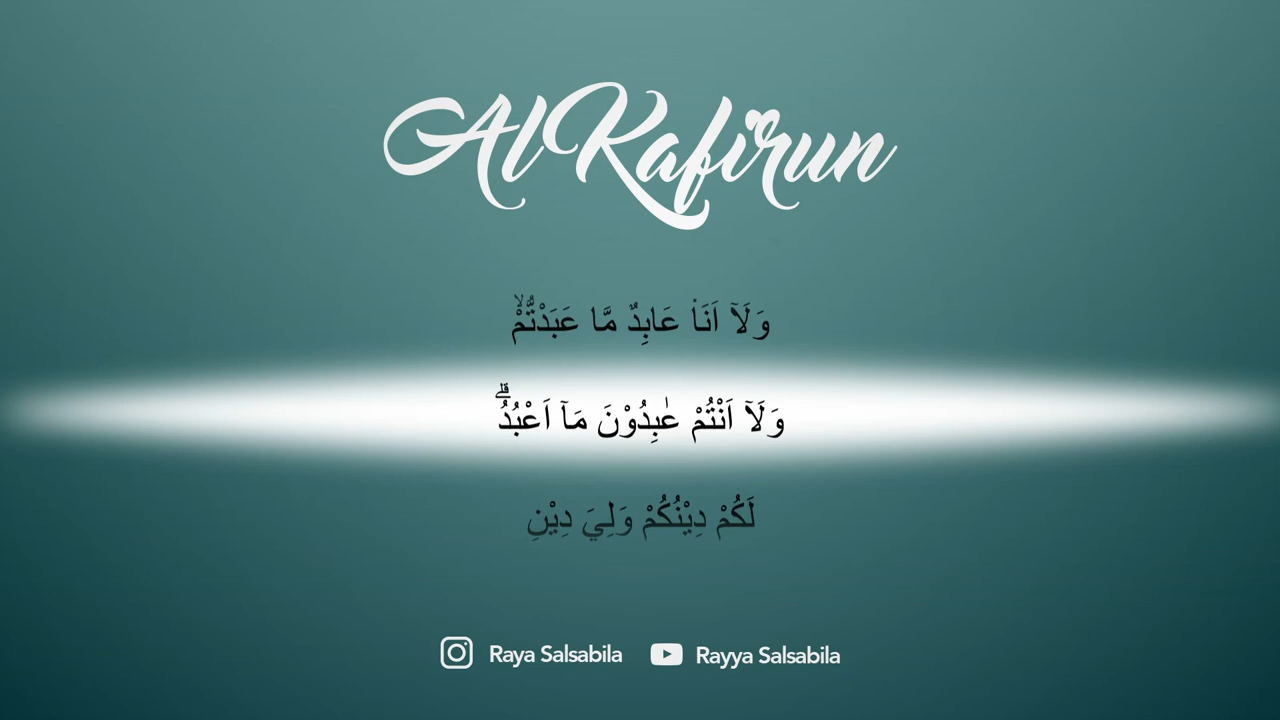 Al Kafirun
وَلَآ اَنَا۠ عَابِدٌ مَّا عَبَدْتُّمْۙ
وَلَآ اَنْتُمْ عٰبِدُوْنَ مَآ اَعْبُدُۗ
لَكُمْ دِيْنُكُمْ وَلِيَ دِيْنِ
Raya Salsabila Rayya Salsabila